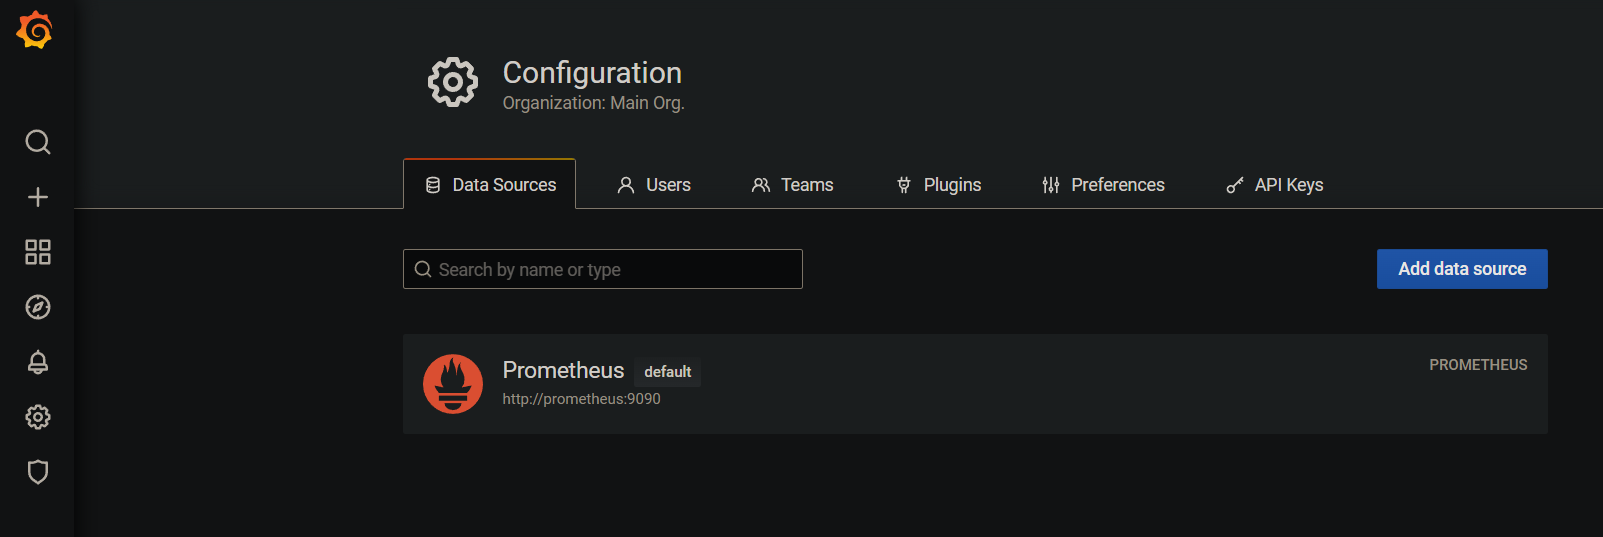 Configuration
Organization: Main Org.
Data Sources Users Teams Plugins Preferences API Keys
Search by name or type Add data source
Prometheus default PROMETHEUS
http://prometheus:9090